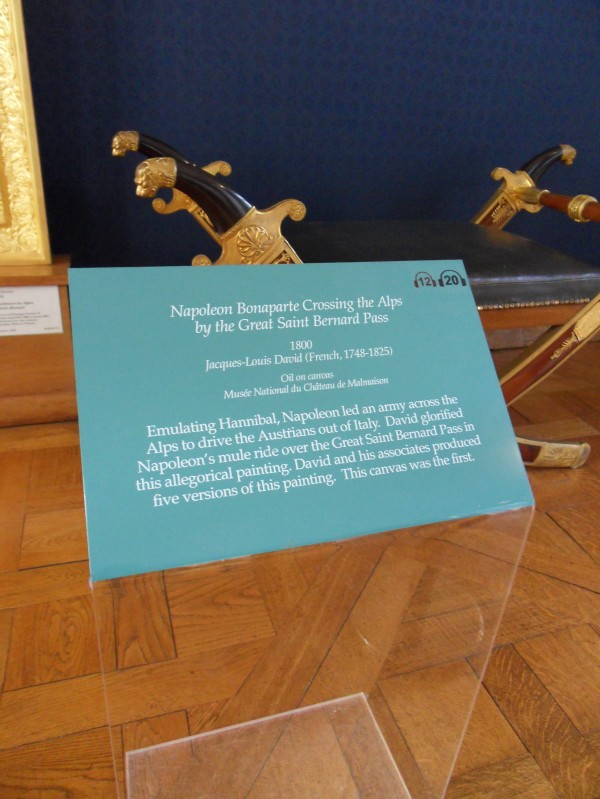 12 20
Napoleon Bonaparte Crossing the Alps
by the Great Saint Bernard Pass
1800
Jacques-Louis David (French, 1748-1825)
Oil on canvas
Musée National du Château de Malmaison
Emulating Hannibal, Napoleon led an army across the
Alps to drive the Austrians out of Italy. David glorified
Napoleon's mule ride over the Great Saint Bernard Pass in
this allegorical painting. David and his associates produced
five versions of this painting. This canvas was the first.